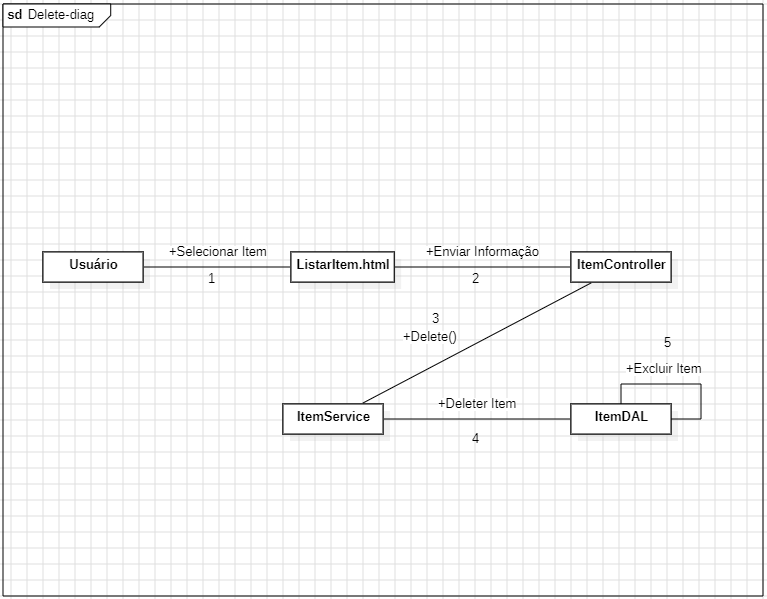 sd Delete-diag
+Selecionar Item
+Enviar Informação
Usuário
ListarItem.html
ItemController
1
2
3
+Delete()
5
+Excluir Item
+Deleter Item
ItemService
ItemDAL
4